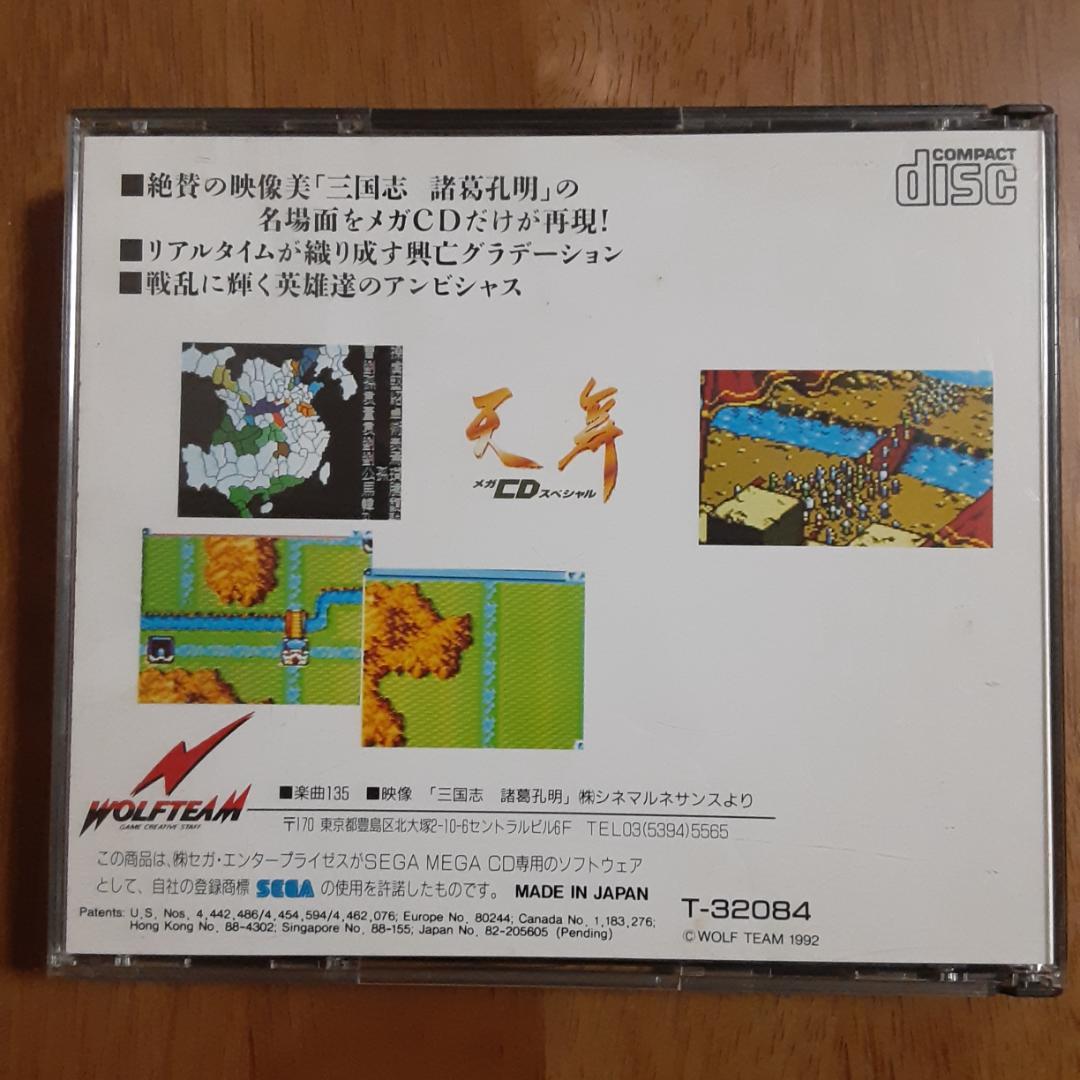 COMPACT
disc
■絶賛の映像美「三国志 諸葛孔明」の
名場面をメガCDだけが再現!
■リアルタイムが織り成す興亡グラデーション
■戦乱に輝く英雄達のアンビシャス
天舞
メガCDスペシャル
WOLFTEAM
GAME CREATIVE STAFF
■楽曲135 ■映像 「三国志 諸葛孔明」㈱シネマルネサンスより
〒170 東京都豊島区北大塚2-10-6セントラルビル6F TEL03(5394)5565
この商品は、㈱セガ・エンタープライゼスがSEGA MEGA CD専用のソフトウェア
として、自社の登録商標 SEGA の使用を許諾したものです。 MADE IN JAPAN
Patents: U.S. Nos. 4,442,486/4,454,594/4,462,076; Europe No. 80244; Canada No. 1,183,276;
Hong Kong No. 88-4302; Singapore No. 88-155; Japan No. 82-205605 (Pending)
T-32084
©WOLF TEAM 1992